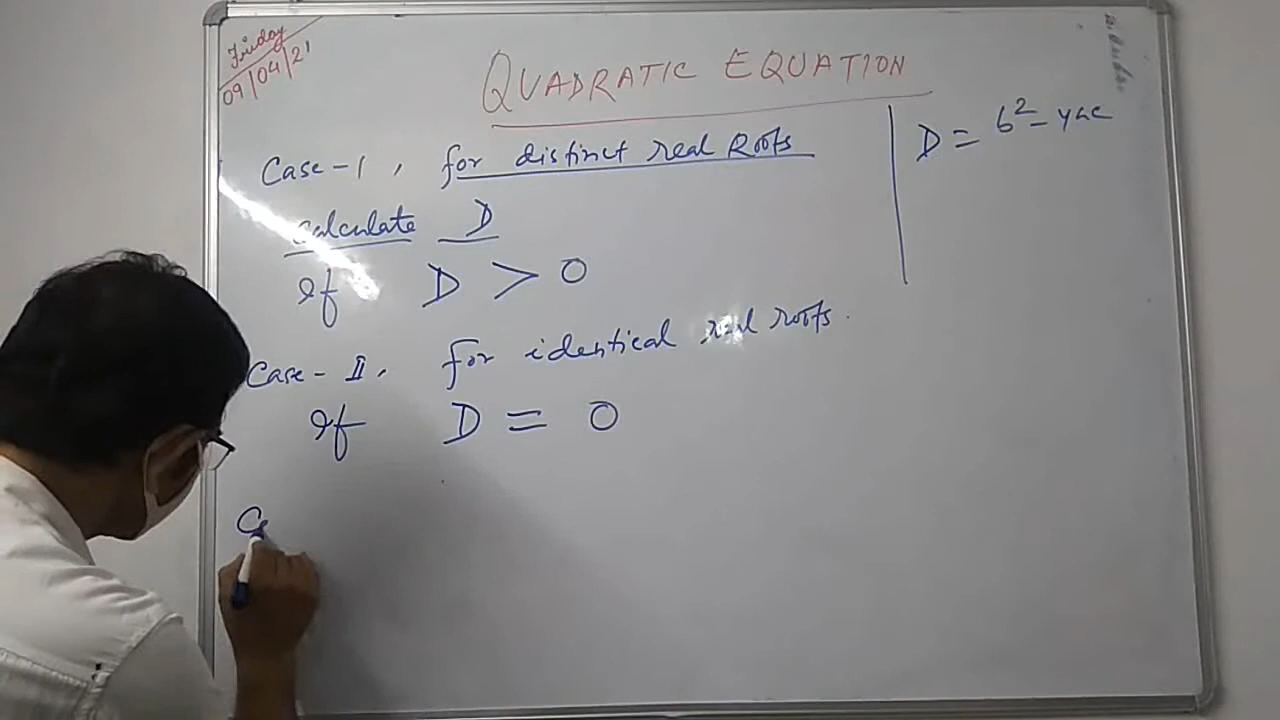 Friday
09/04/21
QUADRATIC EQUATION
Case-I, for distinct real Roots
Calculate D
If D > 0
Case-II, for identical real roots.
If D = 0
C
D = b²-4ac